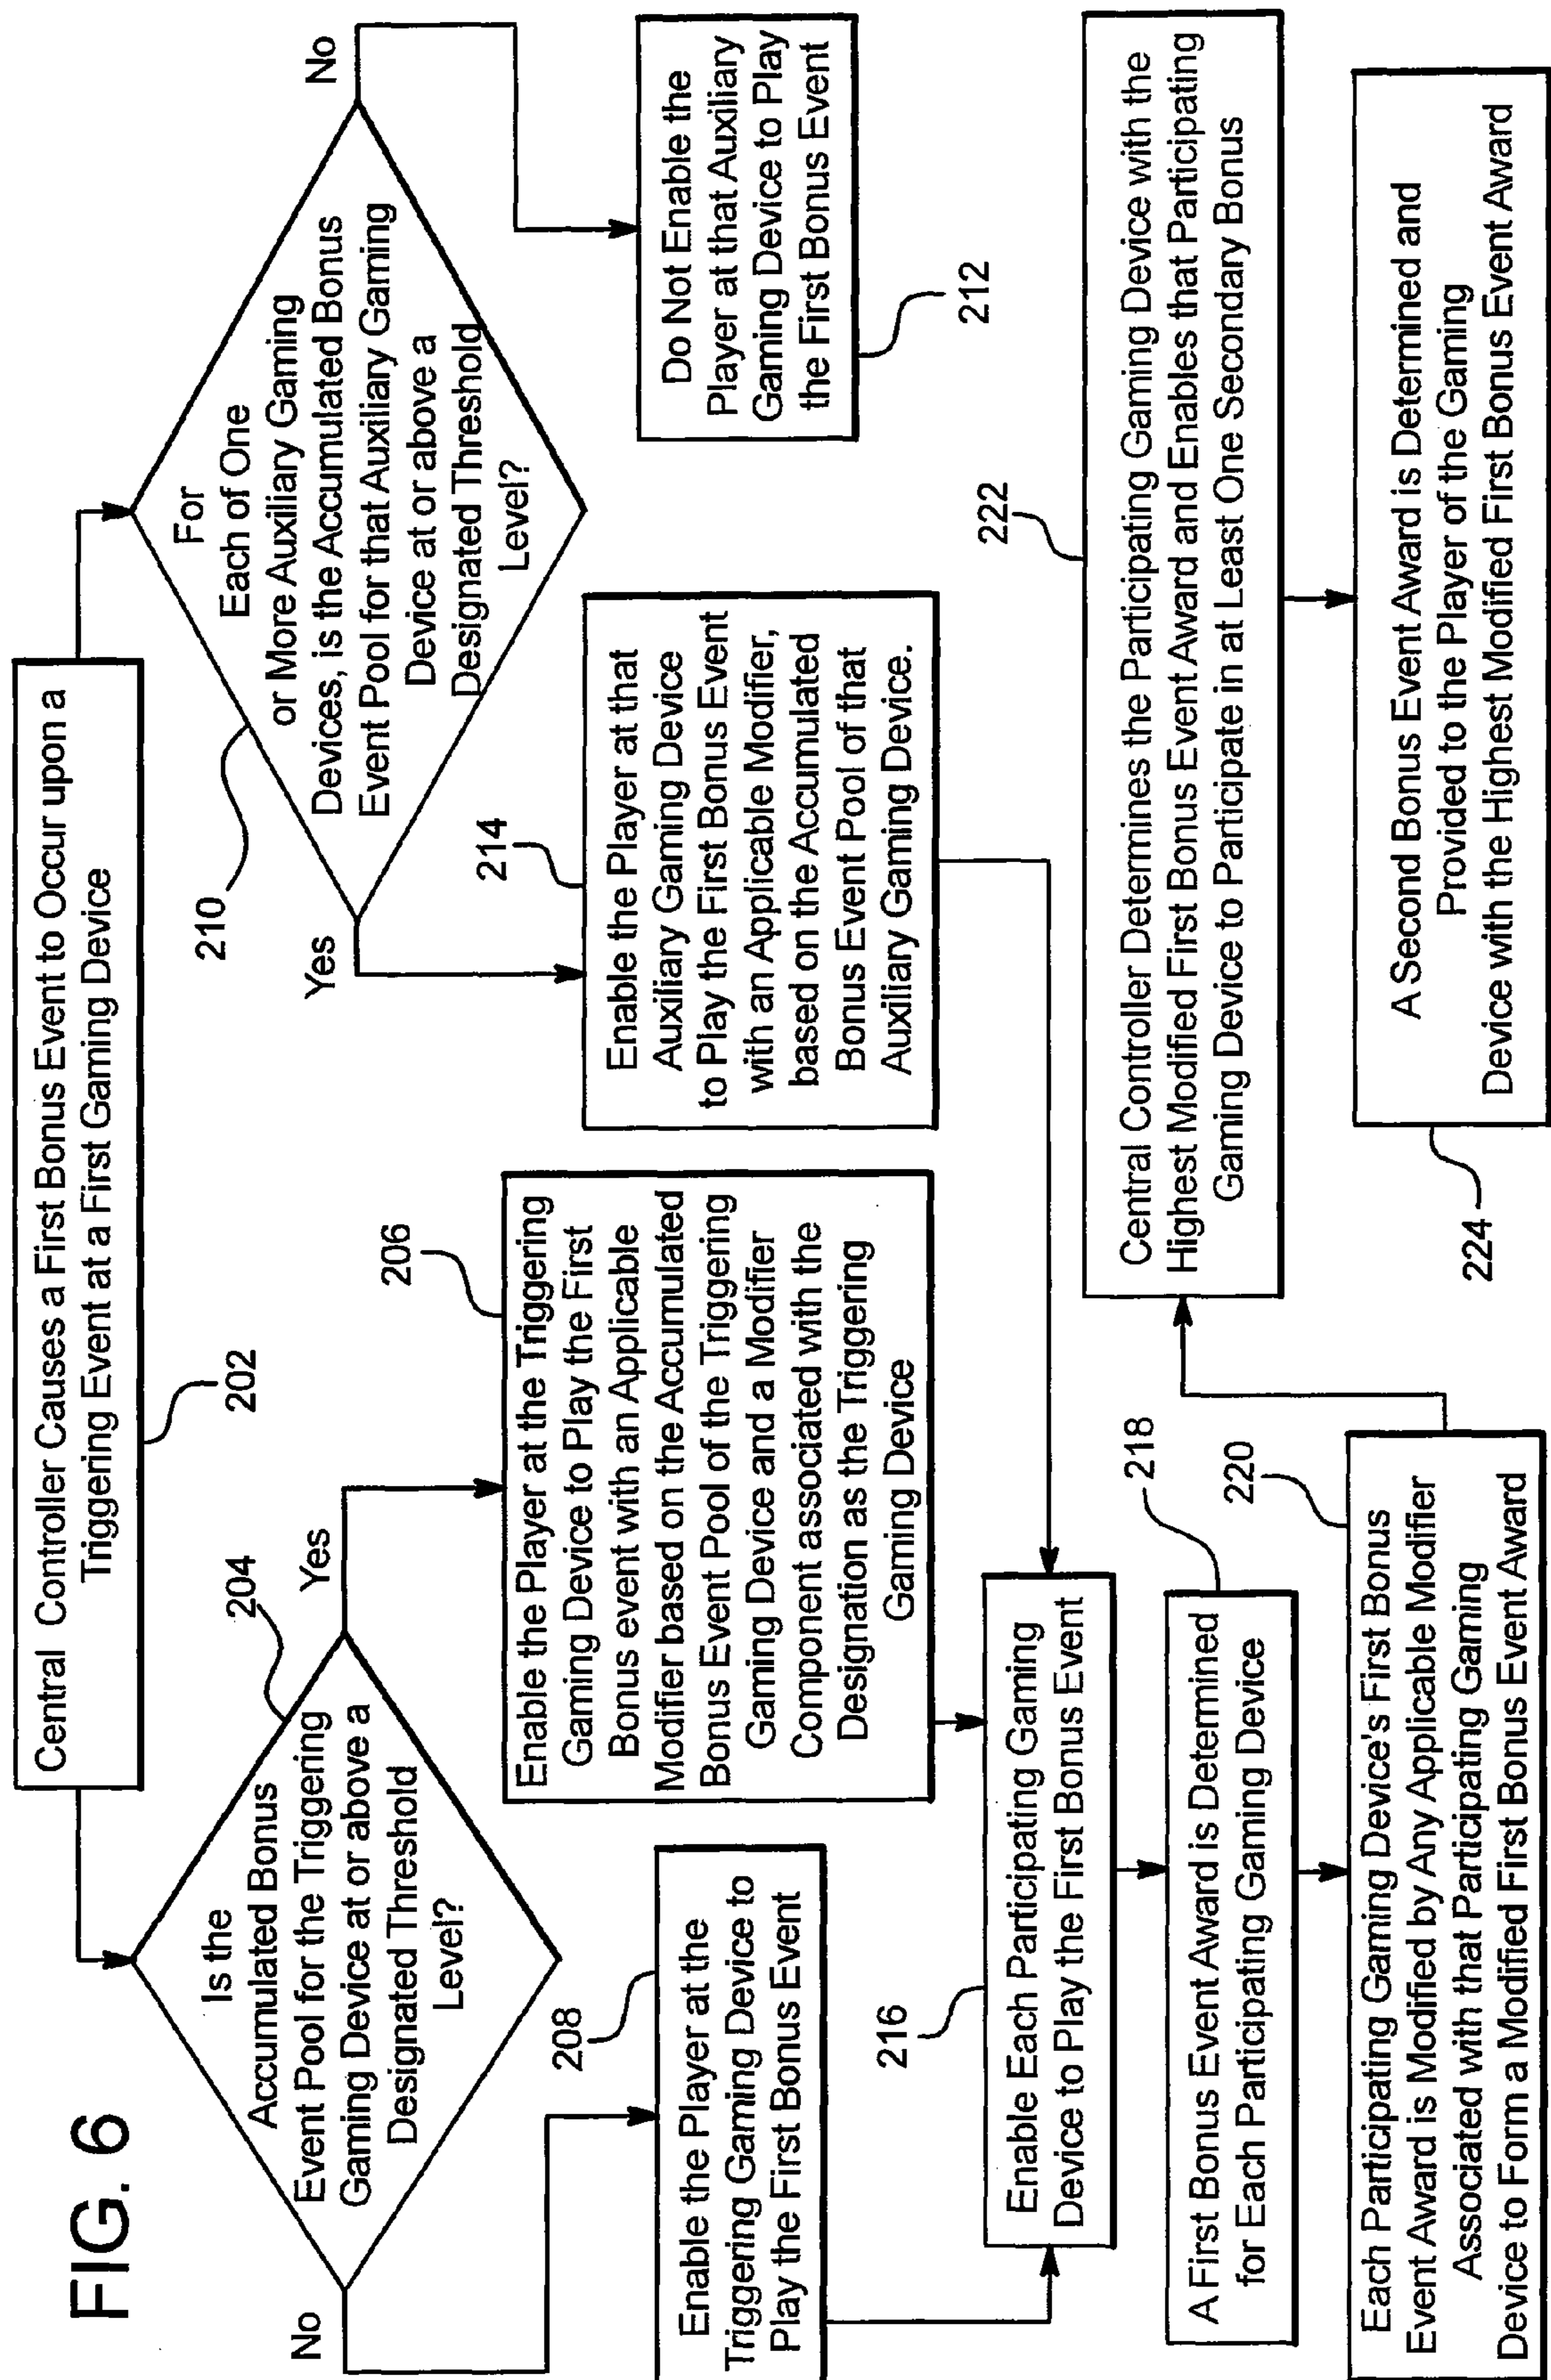 FIG. 6
Central Controller Causes a First Bonus Event to Occur upon a
Triggering Event at a First Gaming Device
202
204
Is the
Accumulated Bonus
Event Pool for the Triggering
Gaming Device at or above a
Designated Threshold
Level?
No
Yes
208
Enable the Player at the
Triggering Gaming Device to
Play the First Bonus Event
206
Enable the Player at the Triggering
Gaming Device to Play the First
Bonus event with an Applicable
Modifier based on the Accumulated
Bonus Event Pool of the Triggering
Gaming Device and a Modifier
Component associated with the
Designation as the Triggering
Gaming Device
210
For
Each of One
or More Auxiliary Gaming
Devices, is the Accumulated Bonus
Event Pool for that Auxiliary Gaming
Device at or above a
Designated Threshold
Level?
Yes
No
214
Enable the Player at that
Auxiliary Gaming Device
to Play the First Bonus Event
with an Applicable Modifier,
based on the Accumulated
Bonus Event Pool of that
Auxiliary Gaming Device.
Do Not Enable the
Player at that Auxiliary
Gaming Device to Play
the First Bonus Event
212
216
Enable Each Participating Gaming
Device to Play the First Bonus Event
218
A First Bonus Event Award is Determined
for Each Participating Gaming Device
220
Each Participating Gaming Device's First Bonus
Event Award is Modified by Any Applicable Modifier
Associated with that Participating Gaming
Device to Form a Modified First Bonus Event Award
222
Central Controller Determines the Participating Gaming Device with the
Highest Modified First Bonus Event Award and Enables that Participating
Gaming Device to Participate in at Least One Secondary Bonus
224
A Second Bonus Event Award is Determined and
Provided to the Player of the Gaming
Device with the Highest Modified First Bonus Event Award